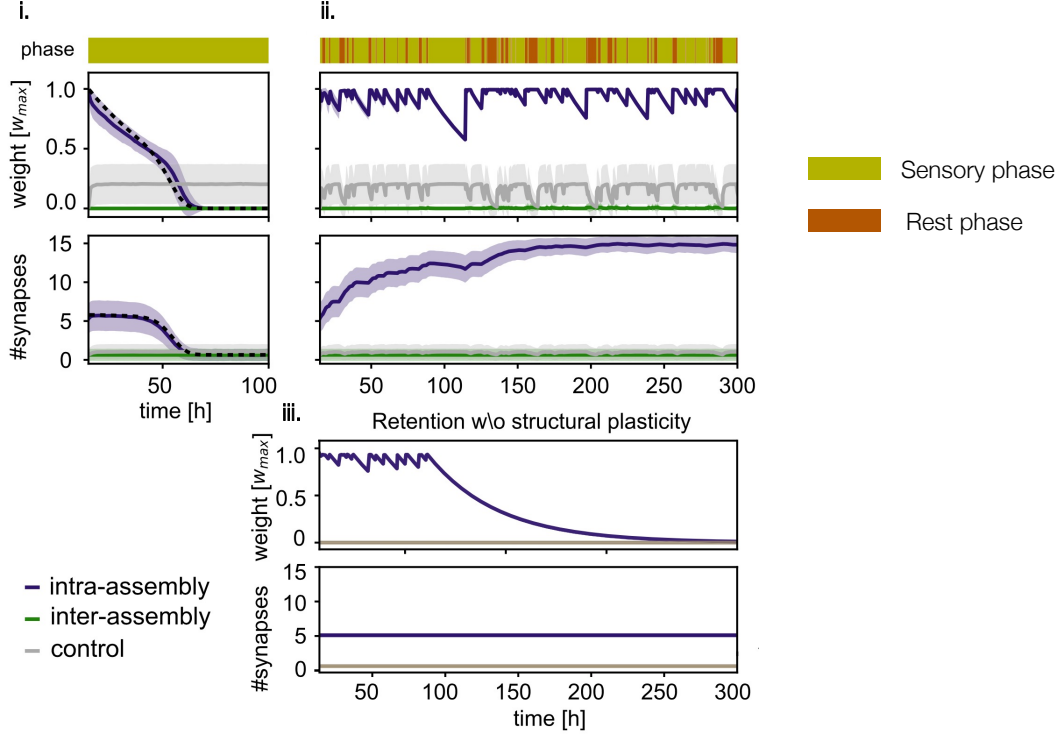 i.
ii.
phase
weight [w_max]
1.0
0.5
0.0
#synapses
15
10
5
0
50
100
time [h]
50
100
150
200
250
300
Sensory phase
Rest phase
iii.
Retention w\o structural plasticity
weight [w_max]
1.0
0.5
0
#synapses
15
10
5
0
50
100
150
200
250
300
time [h]
intra-assembly
inter-assembly
control